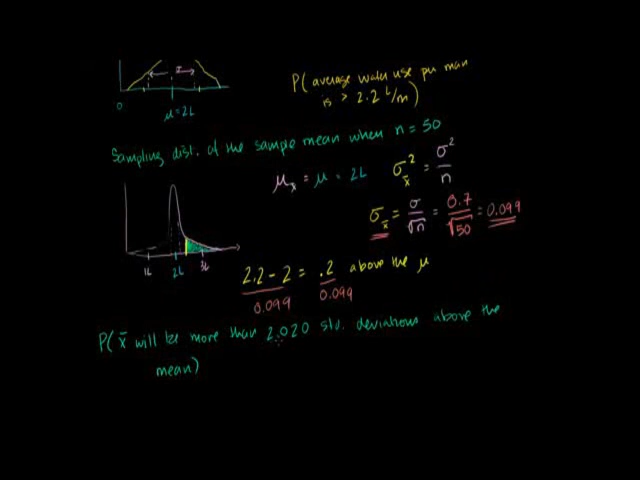 P(average water use per man
is > 2.2 L/m)
0
μ = 2L
Sampling dist. of the sample mean when n = 50
μx̄ = μ = 2L
σ²x̄ = σ²/n
σx̄ = σ/√n = 0.7/√50 = 0.099
1L 2L 3L
2.2 - 2 = .2 above the μ
0.099 0.099
P(x̄ will be more than 2.020 std. deviations above the
mean)